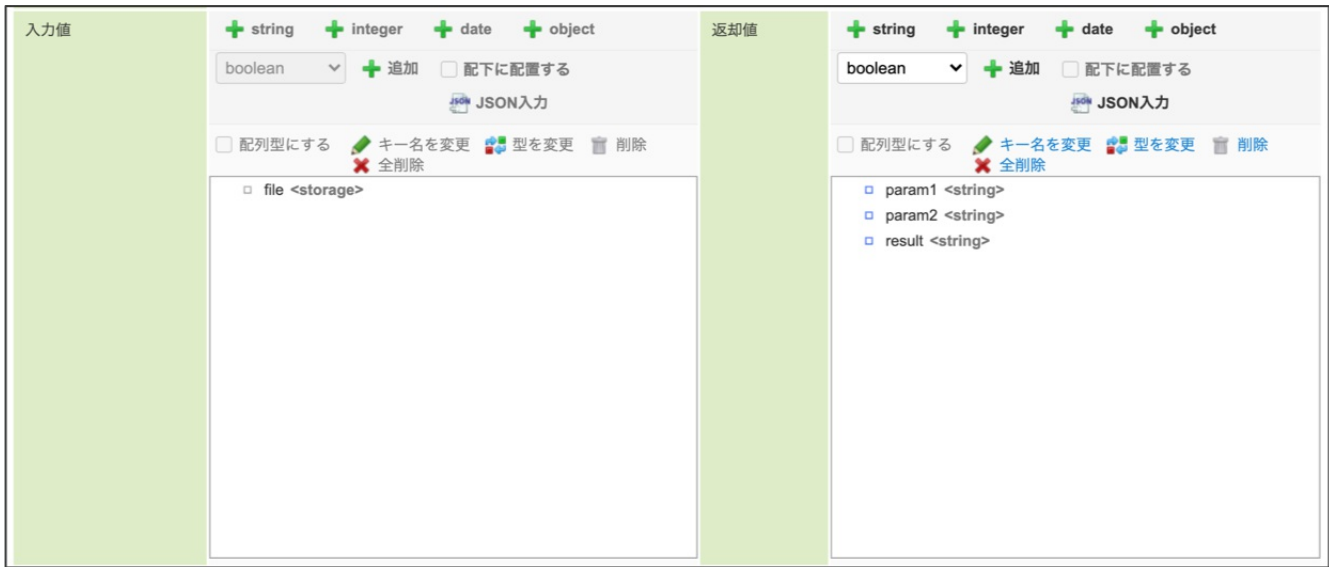 入力値
string integer date object
boolean 追加 配下に配置する
JSON JSON入力
配列型にする キー名を変更 型を変更 削除
全削除
file <storage>
返却値
string integer date object
boolean 追加 配下に配置する
JSON JSON入力
配列型にする キー名を変更 型を変更 削除
全削除
param1 <string>
param2 <string>
result <string>